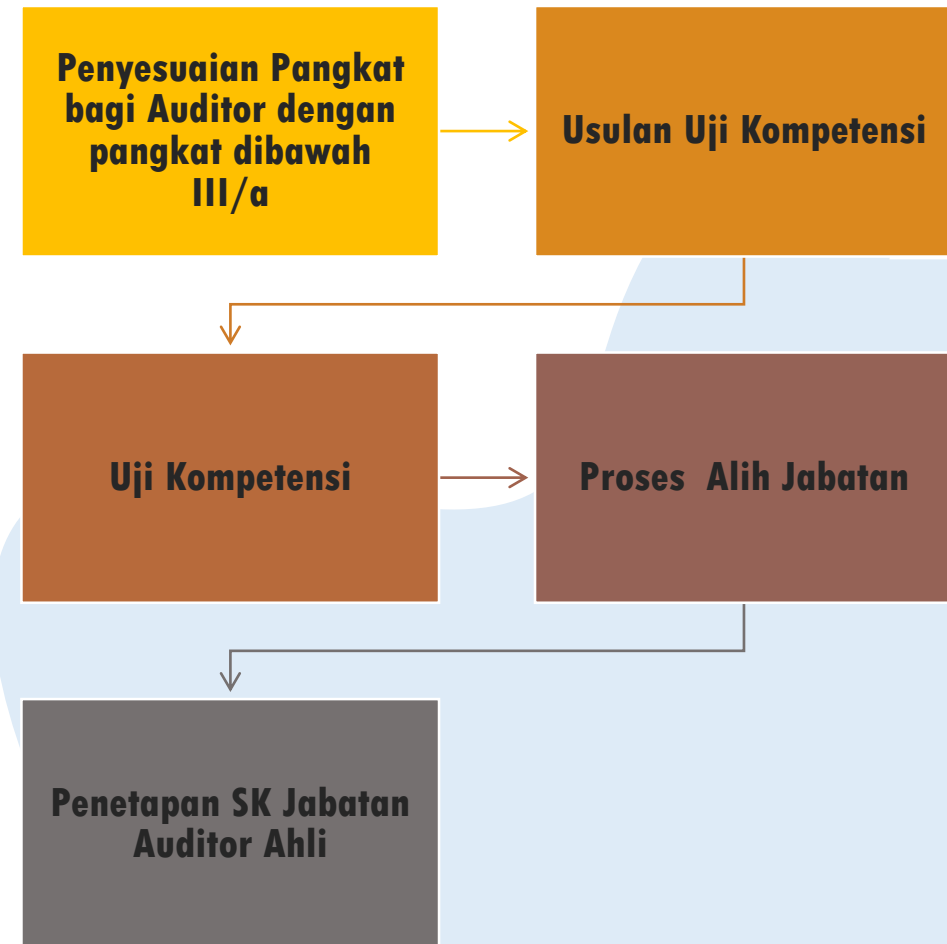 Penyesuaian Pangkat
bagi Auditor dengan
pangkat dibawah
III/a
Usulan Uji Kompetensi
Uji Kompetensi
Proses Alih Jabatan
Penetapan SK Jabatan
Auditor Ahli